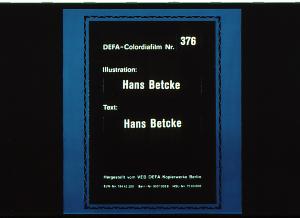 DEFA-Colordiafilm Nr. 376
Illustration:
Hans Betcke
Text:
Hans Betcke
Hergestellt vom VEB DEFA Kopierwerke Berlin